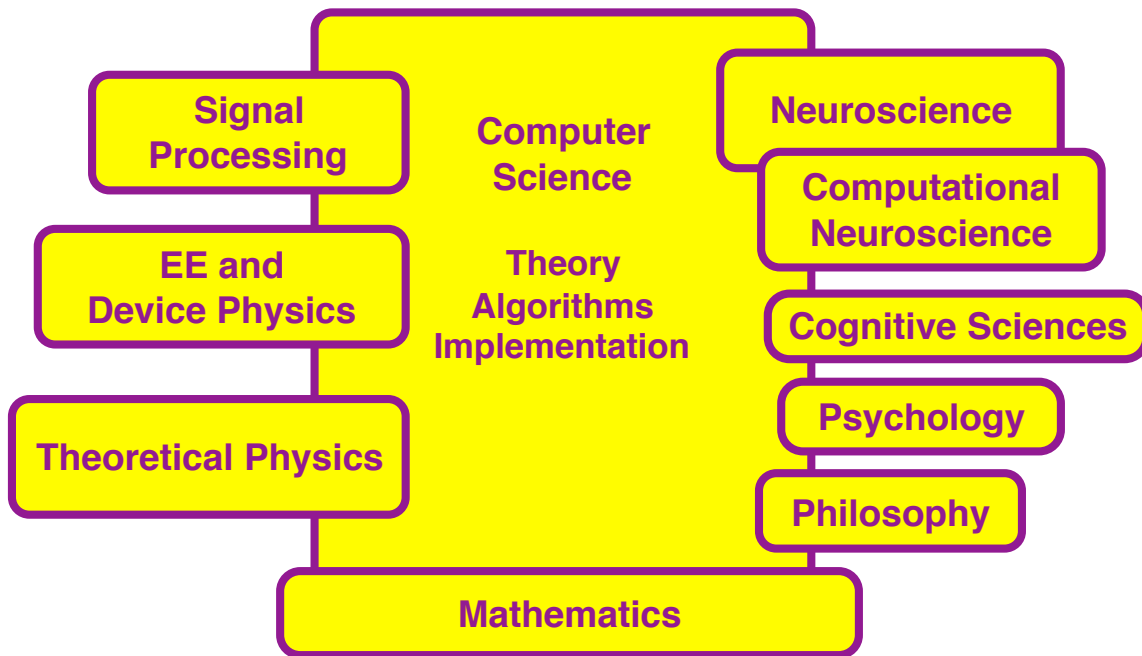 Signal
Processing
EE and
Device Physics
Theoretical Physics
Computer
Science
Theory
Algorithms
Implementation
Neuroscience
Computational
Neuroscience
Cognitive Sciences
Psychology
Philosophy
Mathematics